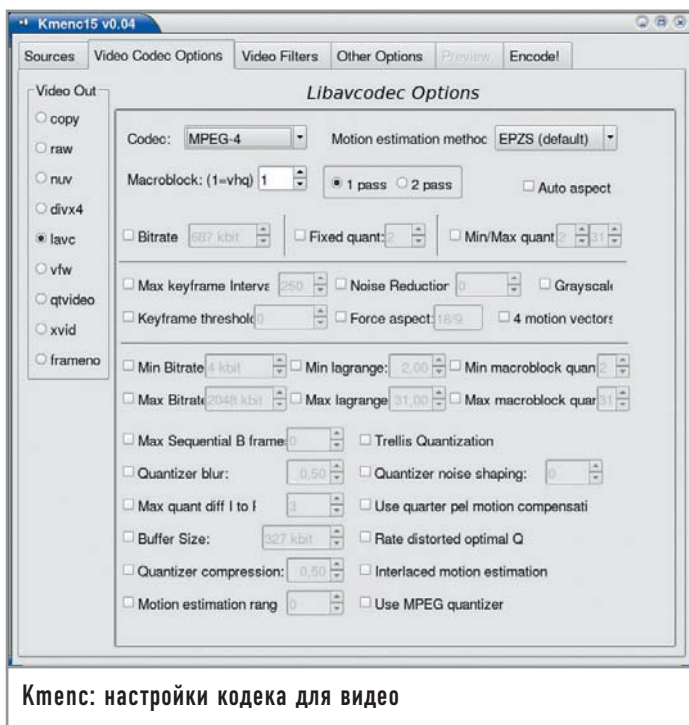 Kmenc15 v0.04
Sources Video Codec Options Video Filters Other Options Preview Encode!
Video Out
copy
raw
nuv
divx4
lavc
vfw
qtvideo
xvid
frameno
Libavcodec Options
Codec: MPEG-4 Motion estimation method EPZS (default)
Macroblock: (1=vhq) 1 1 pass 2 pass Auto aspect
Bitrate 687 kbit Fixed quant: 2 Min/Max quant 2 31
Max keyframe Interva 250 Noise Reduction 0 Grayscale
Keyframe threshold 0 Force aspect: 16/9 4 motion vectors
Min Bitrate 4 kbit Min lagrange: 2,00 Min macroblock quan 2
Max Bitrate 2048 kbit Max lagrange 31,00 Max macroblock quar 31
Max Sequential B frame 0 Trellis Quantization
Quantizer blur: 0,50 Quantizer noise shaping: 0
Max quant diff I to F 3 Use quarter pel motion compensati
Buffer Size: 327 kbit Rate distorted optimal Q
Quantizer compression: 0,50 Interlaced motion estimation
Motion estimation rang 0 Use MPEG quantizer
Kmenc: настройки кодека для видео